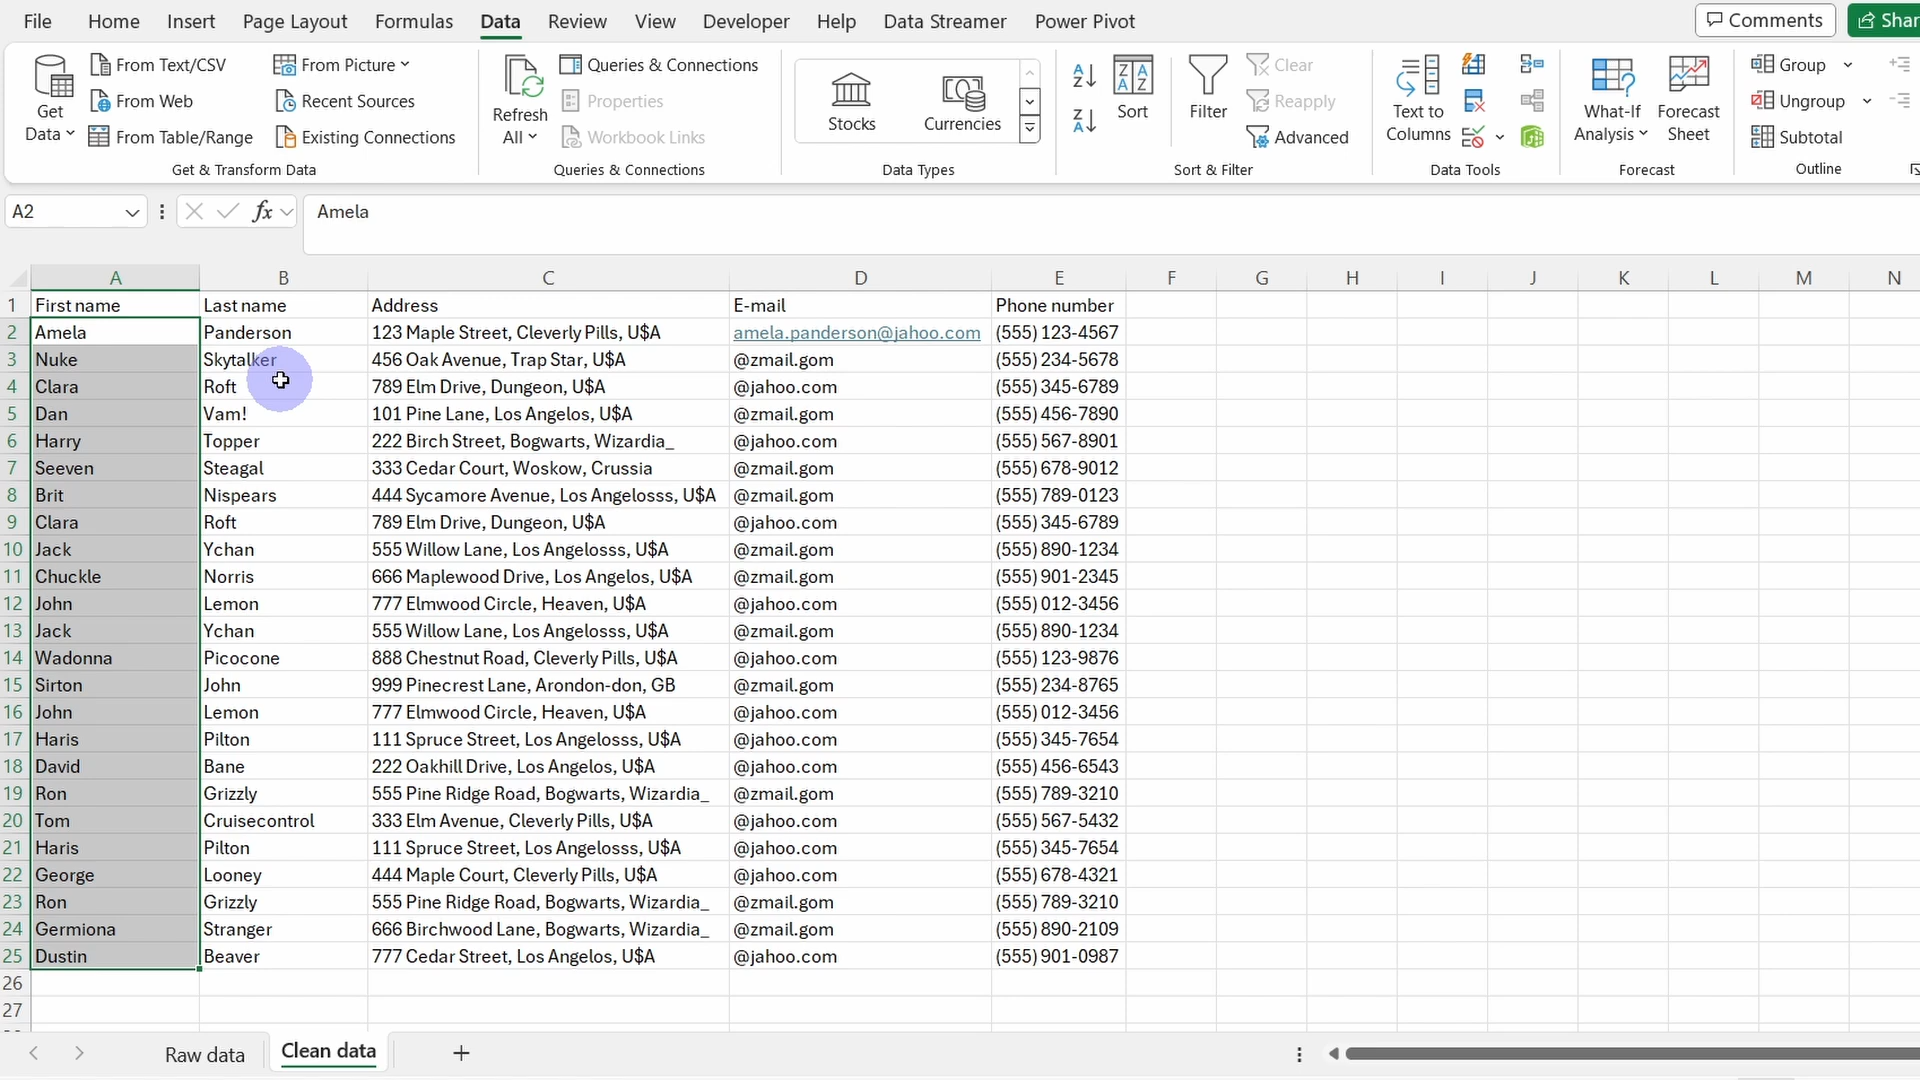 File Home Insert Page Layout Formulas Data Review View Developer Help Data Streamer Power Pivot Comments Shar
Get Data From Text/CSV From Web From Table/Range From Picture Recent Sources Existing Connections
Get & Transform Data
Refresh All Queries & Connections Properties Workbook Links
Queries & Connections
Stocks Currencies
Data Types
Sort Filter Clear Reapply Advanced
Sort & Filter
Text to Columns
Data Tools
What-If Analysis Forecast Sheet
Forecast
Group Ungroup Subtotal
Outline
A2 fx Amela
A B C D E F G H I J K L M N
1 First name Last name Address E-mail Phone number
2 Amela Panderson 123 Maple Street, Cleverly Pills, U$A amela.panderson@jahoo.com (555) 123-4567
3 Nuke Skytalker 456 Oak Avenue, Trap Star, U$A @zmail.gom (555) 234-5678
4 Clara Roft 789 Elm Drive, Dungeon, U$A @jahoo.com (555) 345-6789
5 Dan Vam! 101 Pine Lane, Los Angelos, U$A @zmail.gom (555) 456-7890
6 Harry Topper 222 Birch Street, Bogwarts, Wizardia_ @jahoo.com (555) 567-8901
7 Seeven Steagal 333 Cedar Court, Woskow, Crussia @zmail.gom (555) 678-9012
8 Brit Nispears 444 Sycamore Avenue, Los Angelosss, U$A @zmail.gom (555) 789-0123
9 Clara Roft 789 Elm Drive, Dungeon, U$A @jahoo.com (555) 345-6789
10 Jack Ychan 555 Willow Lane, Los Angelosss, U$A @zmail.gom (555) 890-1234
11 Chuckle Norris 666 Maplewood Drive, Los Angelos, U$A @zmail.gom (555) 901-2345
12 John Lemon 777 Elmwood Circle, Heaven, U$A @jahoo.com (555) 012-3456
13 Jack Ychan 555 Willow Lane, Los Angelosss, U$A @zmail.gom (555) 890-1234
14 Wadonna Picocone 888 Chestnut Road, Cleverly Pills, U$A @jahoo.com (555) 123-9876
15 Sirton John 999 Pinecrest Lane, Arondon-don, GB @zmail.gom (555) 234-8765
16 John Lemon 777 Elmwood Circle, Heaven, U$A @jahoo.com (555) 012-3456
17 Haris Pilton 111 Spruce Street, Los Angelosss, U$A @jahoo.com (555) 345-7654
18 David Bane 222 Oakhill Drive, Los Angelos, U$A @jahoo.com (555) 456-6543
19 Ron Grizzly 555 Pine Ridge Road, Bogwarts, Wizardia_ @zmail.gom (555) 789-3210
20 Tom Cruisecontrol 333 Elm Avenue, Cleverly Pills, U$A @jahoo.com (555) 567-5432
21 Haris Pilton 111 Spruce Street, Los Angelosss, U$A @jahoo.com (555) 345-7654
22 George Looney 444 Maple Court, Cleverly Pills, U$A @jahoo.com (555) 678-4321
23 Ron Grizzly 555 Pine Ridge Road, Bogwarts, Wizardia_ @zmail.gom (555) 789-3210
24 Germiona Stranger 666 Birchwood Lane, Bogwarts, Wizardia_ @zmail.gom (555) 890-2109
25 Dustin Beaver 777 Cedar Street, Los Angelos, U$A @jahoo.com (555) 901-0987
26
27
Raw data Clean data